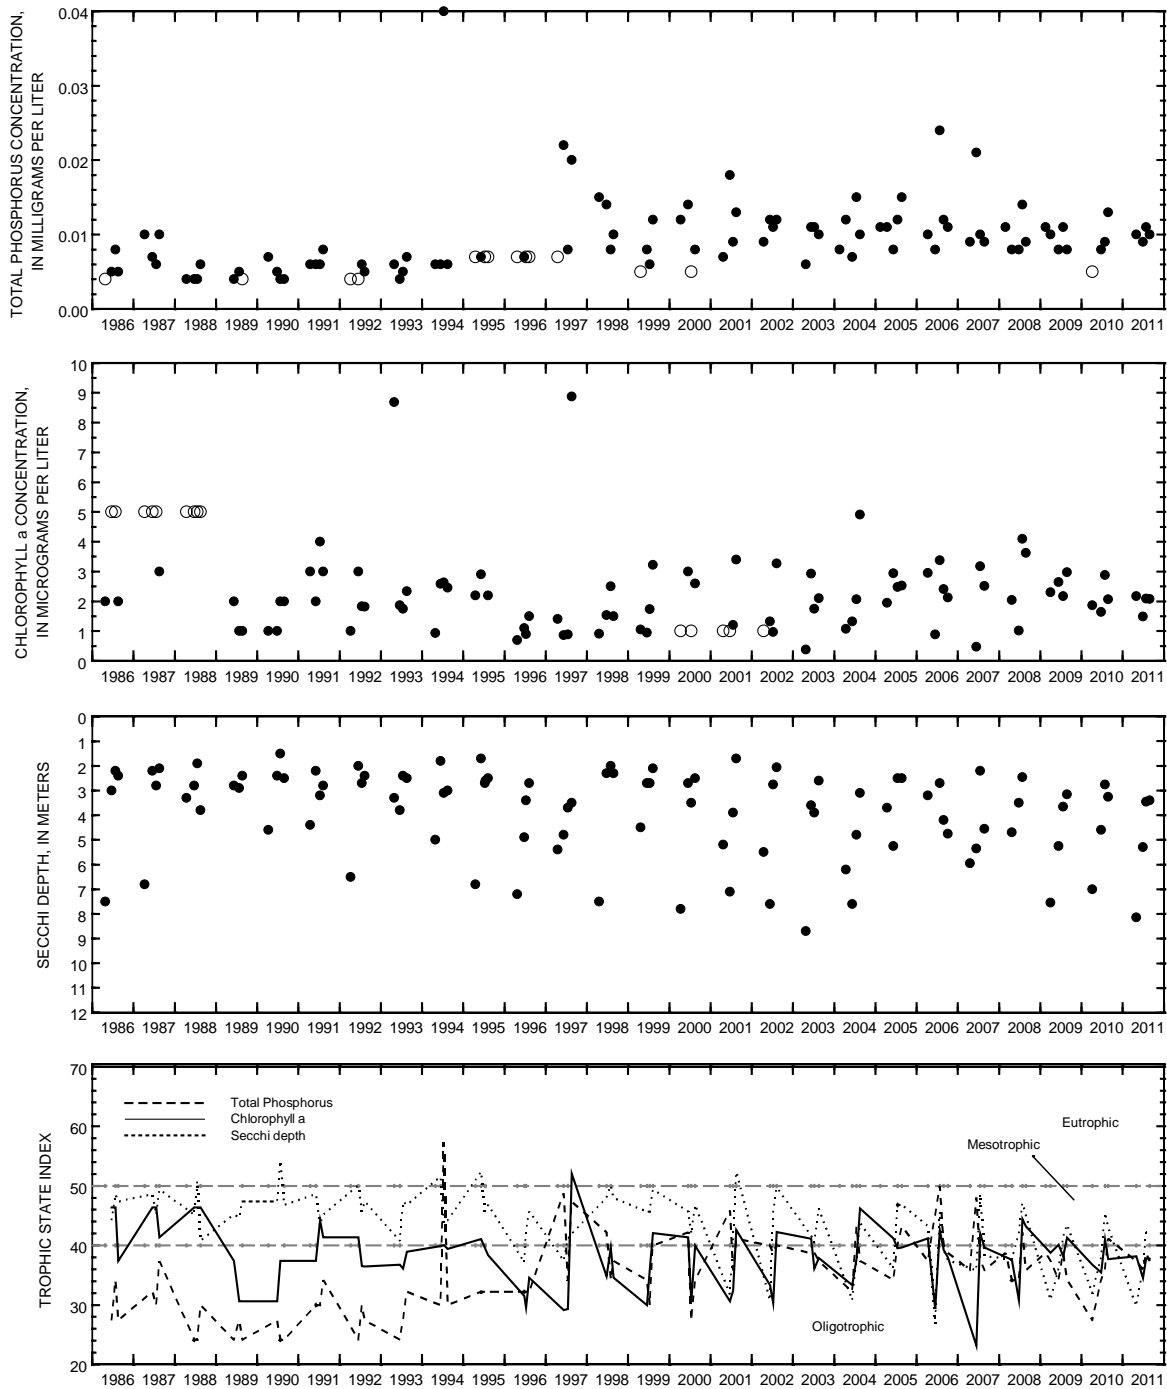 TOTAL PHOSPHORUS CONCENTRATION,
IN MILLIGRAMS PER LITER
0.04
0.03
0.02
0.01
0.00
1986 1987 1988 1989 1990 1991 1992 1993 1994 1995 1996 1997 1998 1999 2000 2001 2002 2003 2004 2005 2006 2007 2008 2009 2010 2011
CHLOROPHYLL a CONCENTRATION,
IN MICROGRAMS PER LITER
10
9
8
7
6
5
4
3
2
1
0
1986 1987 1988 1989 1990 1991 1992 1993 1994 1995 1996 1997 1998 1999 2000 2001 2002 2003 2004 2005 2006 2007 2008 2009 2010 2011
SECCHI DEPTH, IN METERS
0
1
2
3
4
5
6
7
8
9
10
11
12
1986 1987 1988 1989 1990 1991 1992 1993 1994 1995 1996 1997 1998 1999 2000 2001 2002 2003 2004 2005 2006 2007 2008 2009 2010 2011
TROPHIC STATE INDEX
70
60
50
40
30
20
Total Phosphorus
Chlorophyll a
Secchi depth
Eutrophic
Mesotrophic
Oligotrophic
1986 1987 1988 1989 1990 1991 1992 1993 1994 1995 1996 1997 1998 1999 2000 2001 2002 2003 2004 2005 2006 2007 2008 2009 2010 2011